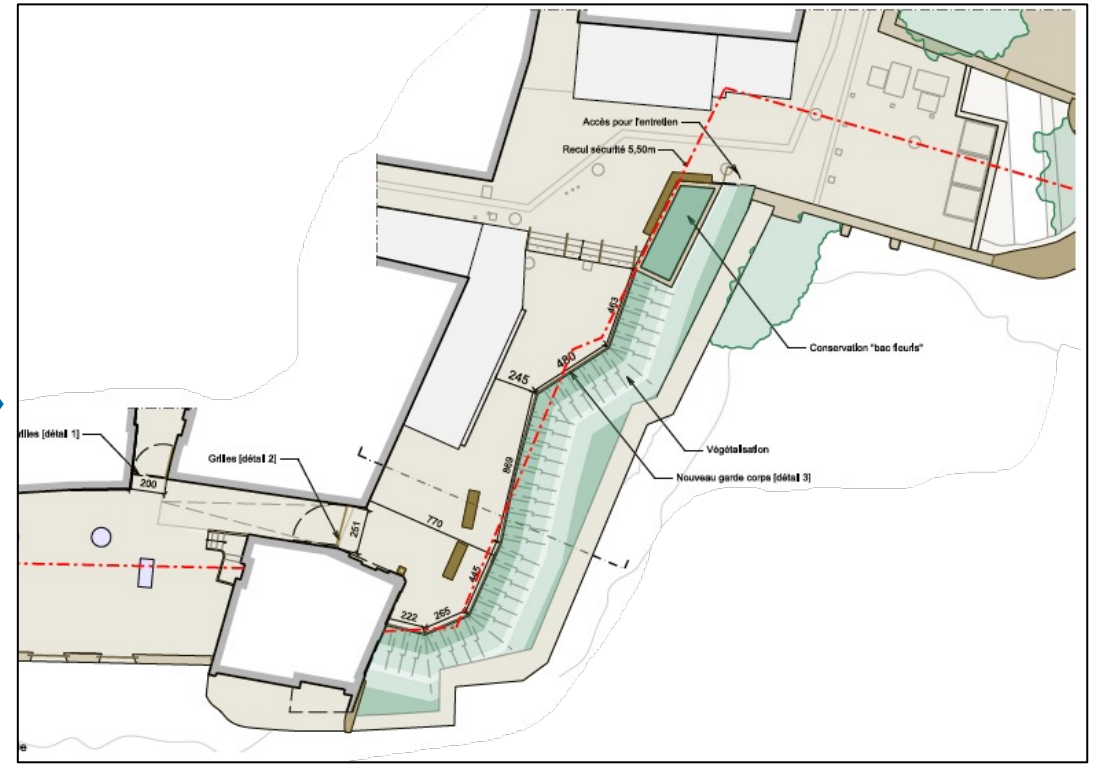 Accès pour l'entretien
Recul sécurité 5,50m
463
Conservation "bac fleuris"
480
245
rilles [détail 1]
Végétalisation
Grilles [détail 2]
869
Nouveau garde corps [détail 3]
200
770
251
445
222
265
e